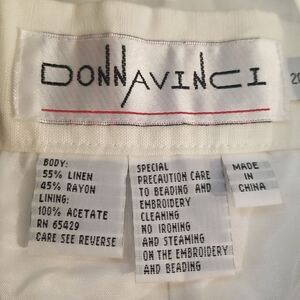 DONNAVINCI
BODY:
55% LINEN
45% RAYON
LINING:
100% ACETATE
RN 65429
CARE SEE REVERSE
SPECIAL
PRECAUTION CARE
TO BEADING AND
EMBROIDERY
CLEANING
NO IRONING
AND STEAMING
ON THE EMBROIDERY
AND BEADING
MADE
IN
CHINA